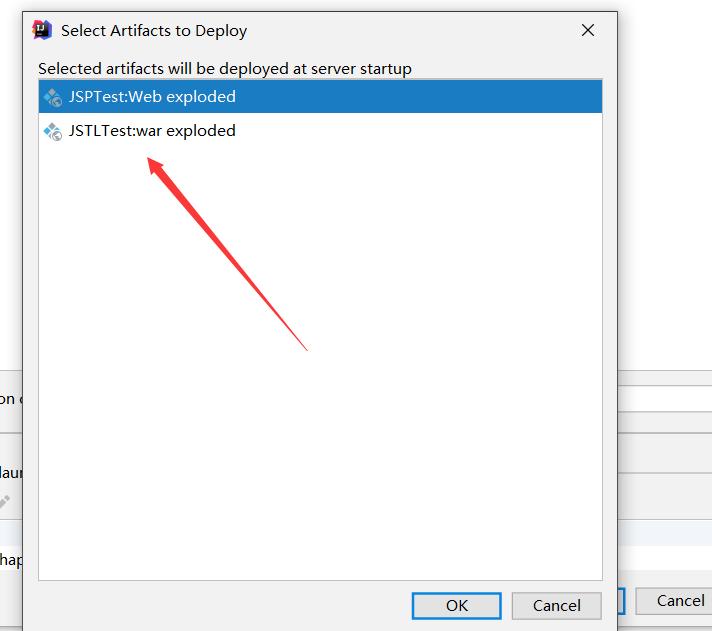 Select Artifacts to Deploy
Selected artifacts will be deployed at server startup
JSPTest:Web exploded
JSTLTest:war exploded
on
laun
hap
OK
Cancel
Cancel